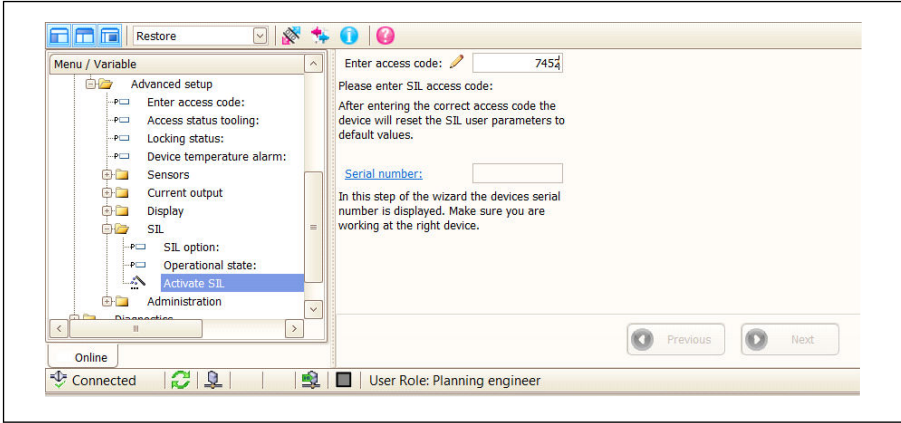 Restore
Menu / Variable
Advanced setup
Enter access code:
Access status tooling:
Locking status:
Device temperature alarm:
Sensors
Current output
Display
SIL
SIL option:
Operational state:
Activate SIL
Administration
Diagnostics
Online
Enter access code: 7452
Please enter SIL access code:
After entering the correct access code the
device will reset the SIL user parameters to
default values.
Serial number:
In this step of the wizard the devices serial
number is displayed. Make sure you are
working at the right device.
Previous
Next
Connected
User Role: Planning engineer